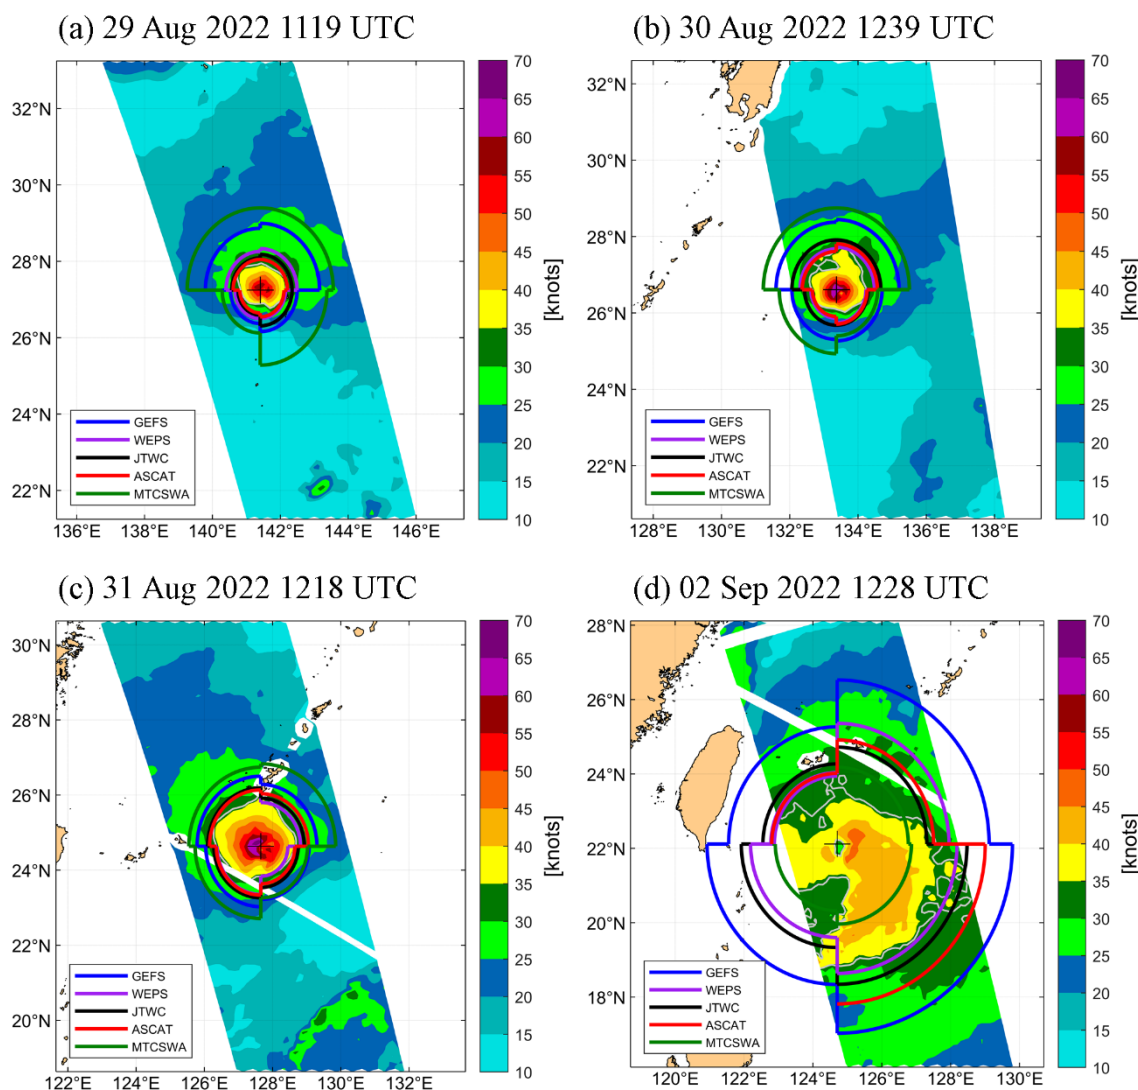 (a) 29 Aug 2022 1119 UTC
32°N
30°N
28°N
26°N
24°N
22°N
136°E 138°E 140°E 142°E 144°E 146°E
GEFS
WEPS
JTWC
ASCAT
MTCSWA
70
65
60
55
50
45
40
35
30
25
20
15
10
[knots]
(b) 30 Aug 2022 1239 UTC
32°N
30°N
28°N
26°N
24°N
22°N
128°E 130°E 132°E 134°E 136°E 138°E
GEFS
WEPS
JTWC
ASCAT
MTCSWA
70
65
60
55
50
45
40
35
30
25
20
15
10
[knots]
(c) 31 Aug 2022 1218 UTC
30°N
28°N
26°N
24°N
22°N
20°N
122°E 124°E 126°E 128°E 130°E 132°E
GEFS
WEPS
JTWC
ASCAT
MTCSWA
70
65
60
55
50
45
40
35
30
25
20
15
10
[knots]
(d) 02 Sep 2022 1228 UTC
28°N
26°N
24°N
22°N
20°N
18°N
120°E 122°E 124°E 126°E 128°E 130°E
GEFS
WEPS
JTWC
ASCAT
MTCSWA
70
65
60
55
50
45
40
35
30
25
20
15
10
[knots]